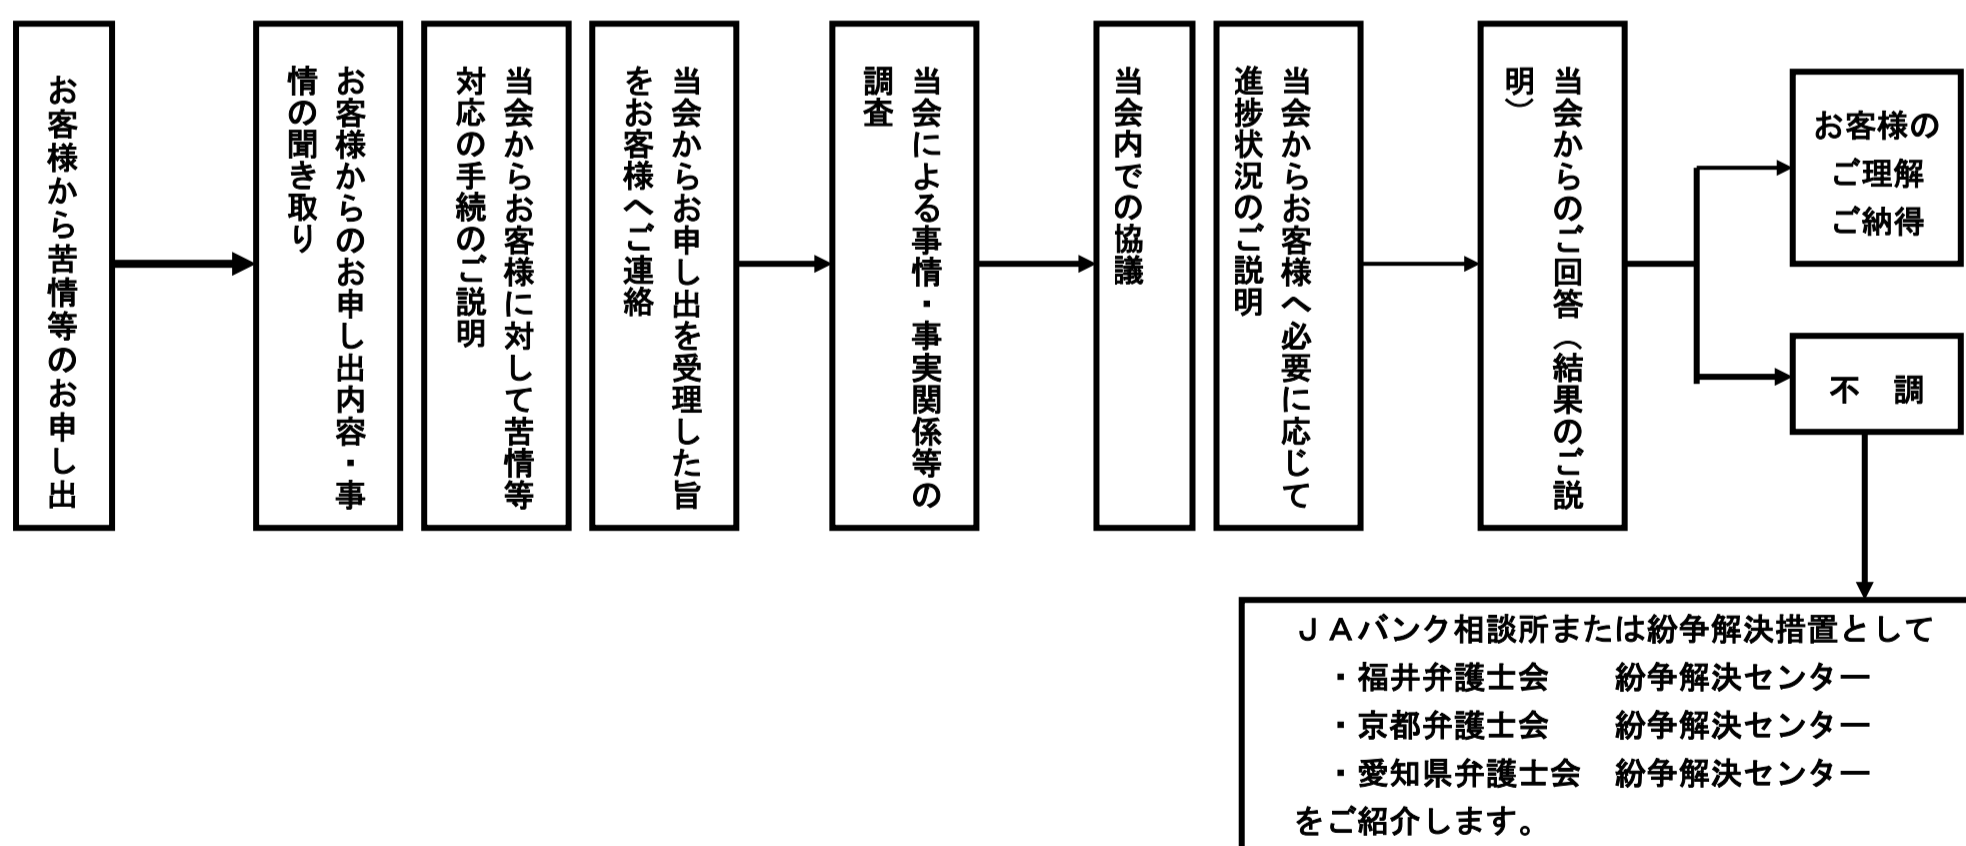 お客様から苦情等のお申し出
お客様からのお申し出内容・事
情の聞き取り
当会からお客様に対して苦情等
対応の手続のご説明
当会からお申し出を受理した旨
をお客様へご連絡
当会による事情・事実関係等の
調査
当会内での協議
当会からお客様へ必要に応じて
進捗状況のご説明
当会からのご回答（結果のご説
明）
お客様の
ご理解
ご納得
不　調
ＪＡバンク相談所または紛争解決措置として
・福井弁護士会　　紛争解決センター
・京都弁護士会　　紛争解決センター
・愛知県弁護士会　紛争解決センター
をご紹介します。